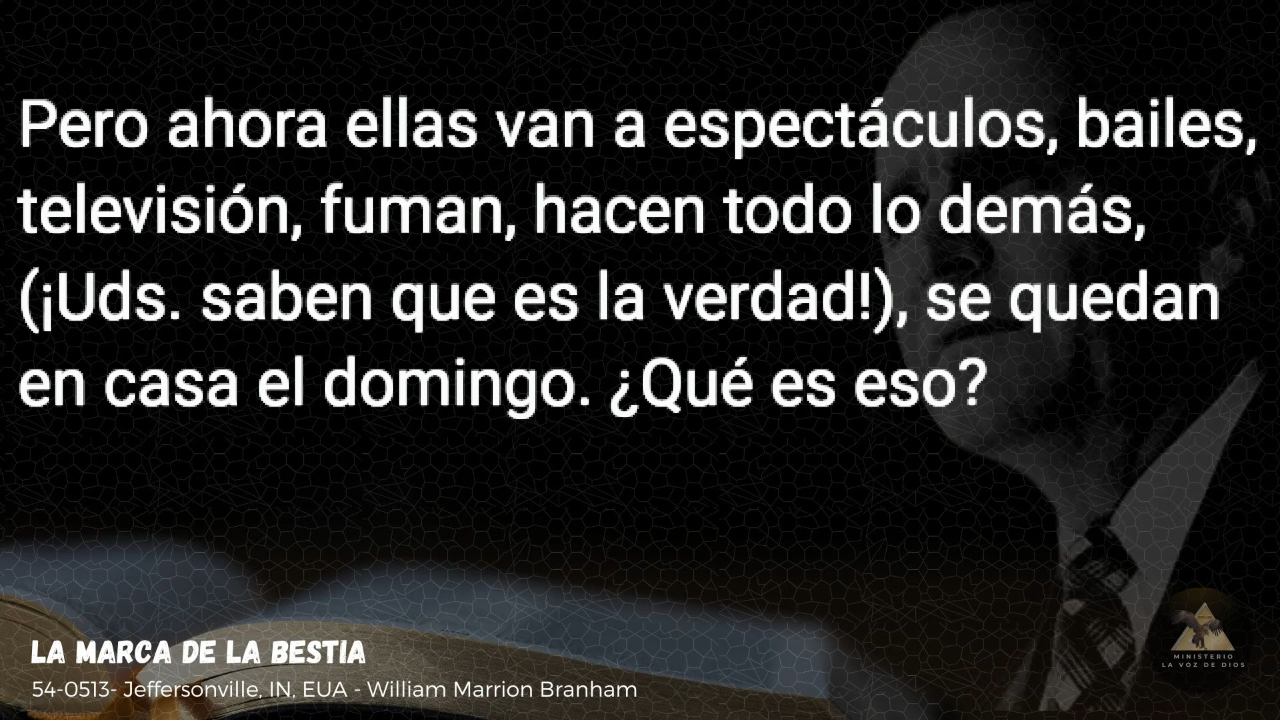 Pero ahora ellas van a espectáculos, bailes,
televisión, fuman, hacen todo lo demás,
(¡Uds. saben que es la verdad!), se quedan
en casa el domingo. ¿Qué es eso?
LA MARCA DE LA BESTIA
54-0513- Jeffersonville, IN, EUA - William Marrion Branham
MINISTERIO
LA VOZ DE DIOS